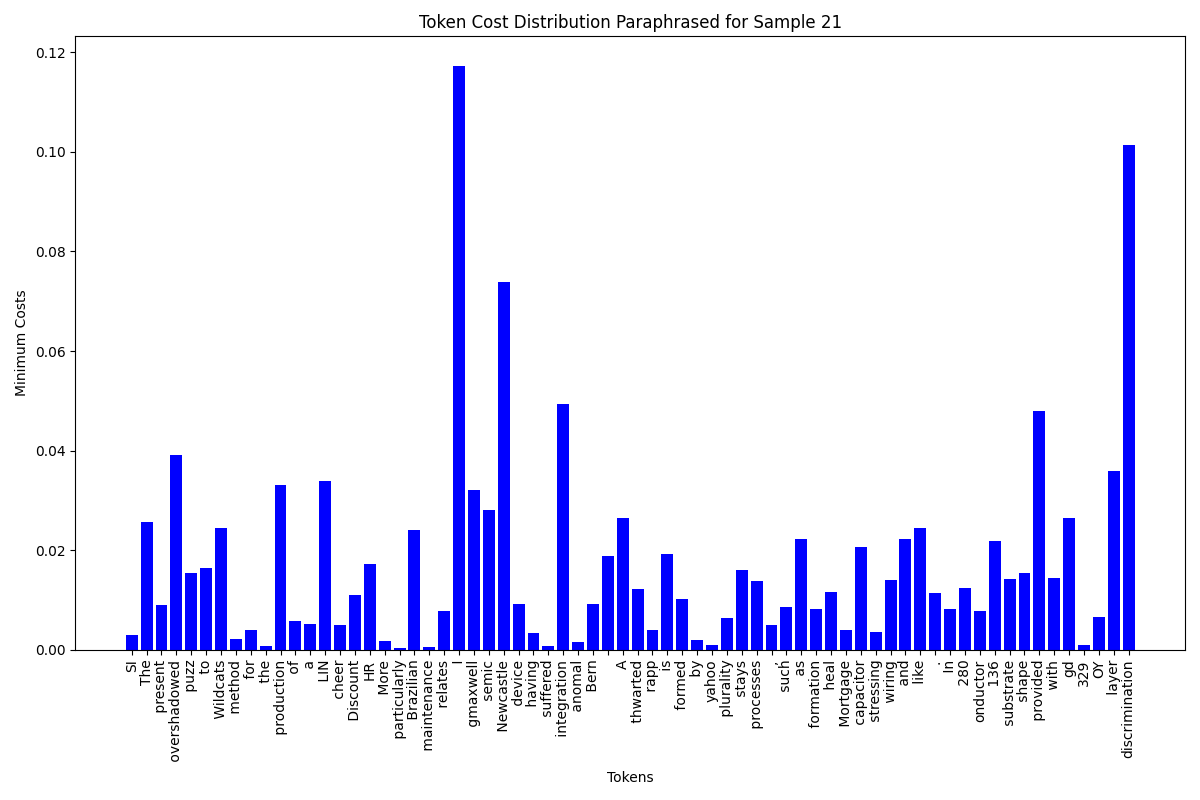 Token Cost Distribution Paraphrased for Sample 21
Minimum Costs
0.12
0.10
0.08
0.06
0.04
0.02
0.00
SI
The
present
overshadowed
puzz
to
Wildcats
method
for
the
production
of
a
LIN
cheer
Discount
HR
More
particularly
Brazilian
maintenance
relates
I
gmaxwell
semic
Newcastle
device
having
suffered
integration
anomal
Bern
A
thwarted
rapp
is
formed
by
yahoo
plurality
stays
processes
,
such
as
formation
heal
Mortgage
capacitor
stressing
wiring
and
like
.
In
280
onductor
136
substrate
shape
provided
with
gd
329
OY
layer
discrimination
Tokens